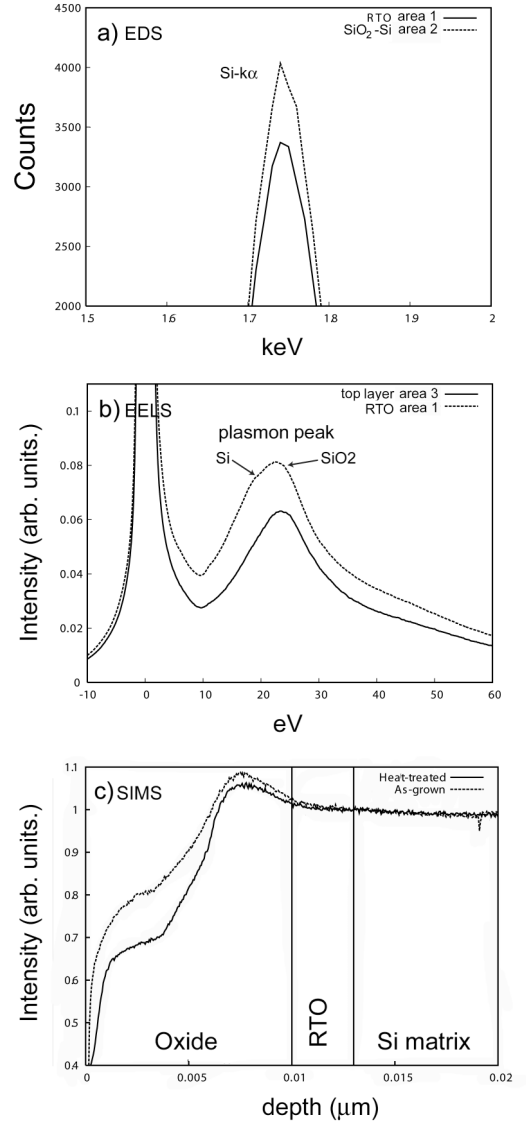 4500
4000
3500
3000
2500
2000
Counts
a) EDS
RTO area 1
SiO2-Si area 2
Si-kα
1.5 1.6 1.7 1.8 1.9 2
keV
0.1
0.08
0.06
0.04
0.02
0
Intensity (arb. units.)
b) EELS
top layer area 3
RTO area 1
plasmon peak
Si SiO2
-10 0 10 20 30 40 50 60
eV
1.1
1
0.9
0.8
0.7
0.6
0.5
0.4
Intensity (arb. units.)
c) SIMS
Heat-treated
As-grown
Oxide RTO Si matrix
0 0.005 0.01 0.015 0.02
depth (μm)